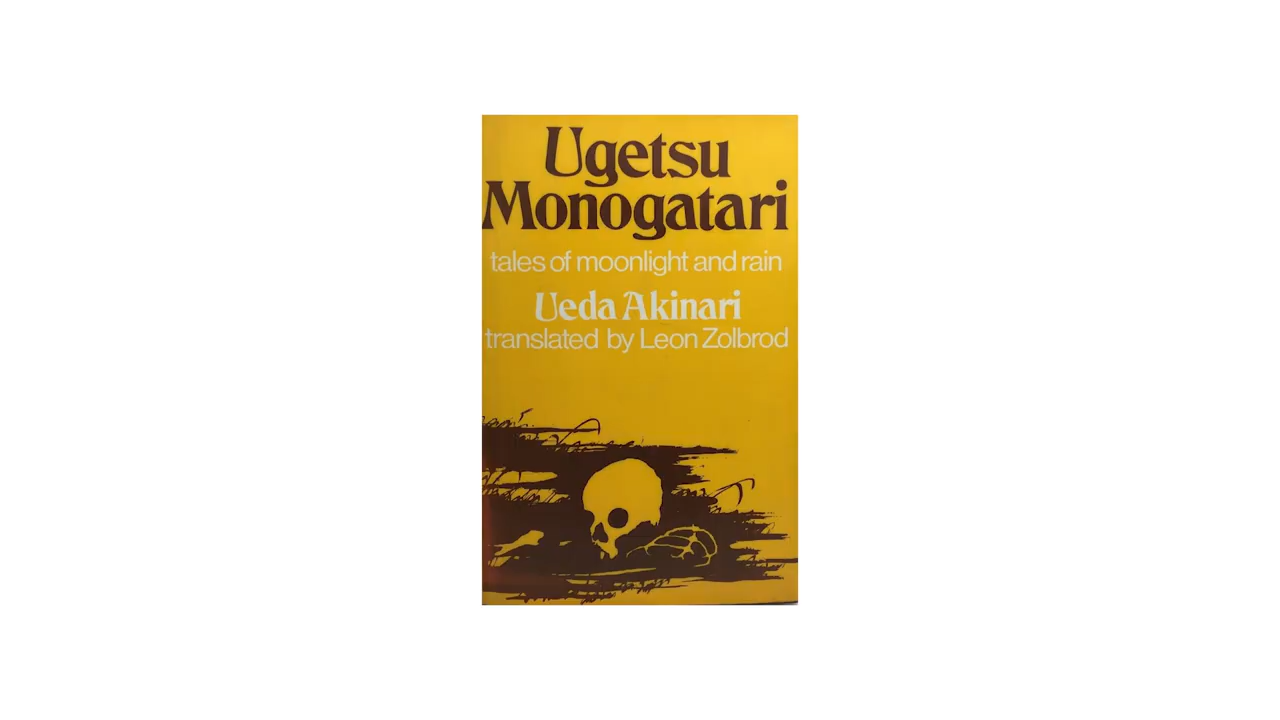 Ugetsu
Monogatari
tales of moonlight and rain
Ueda Akinari
translated by Leon Zolbrod